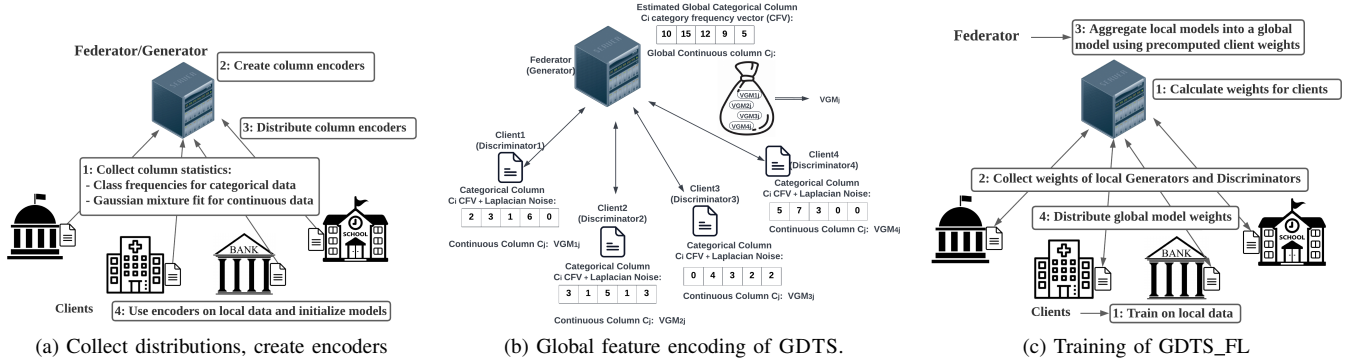 Federator/Generator
SERVER
2: Create column encoders
3: Distribute column encoders
1: Collect column statistics:
- Class frequencies for categorical data
- Gaussian mixture fit for continuous data
SCHOOL
BANK
Clients
4: Use encoders on local data and initialize models
(a) Collect distributions, create encoders
Estimated Global Categorical Column
Ci category frequency vector (CFV):
10 15 12 9 5
Global Continuous column Cj:
Federator
(Generator)
SERVER
VGM1j
VGM2j
VGM3j
VGM4j
VGMj
Client1
(Discriminator1)
Categorical Column
Ci CFV + Laplacian Noise:
2 3 1 6 0
Continuous Column Cj: VGM1j
Client2
(Discriminator2)
Categorical Column
Ci CFV + Laplacian Noise:
3 1 5 1 3
Continuous Column Cj: VGM2j
Client3
(Discriminator3)
Categorical Column
Ci CFV + Laplacian Noise:
0 4 3 2 2
Continuous Column Cj: VGM3j
Client4
(Discriminator4)
Categorical Column
Ci CFV + Laplacian Noise:
5 7 3 0 0
Continuous Column Cj: VGM4j
(b) Global feature encoding of GDTS.
Federator
3: Aggregate local models into a global
model using precomputed client weights
SERVER
1: Calculate weights for clients
2: Collect weights of local Generators and Discriminators
4: Distribute global model weights
SCHOOL
BANK
Clients
1: Train on local data
(c) Training of GDTS_FL